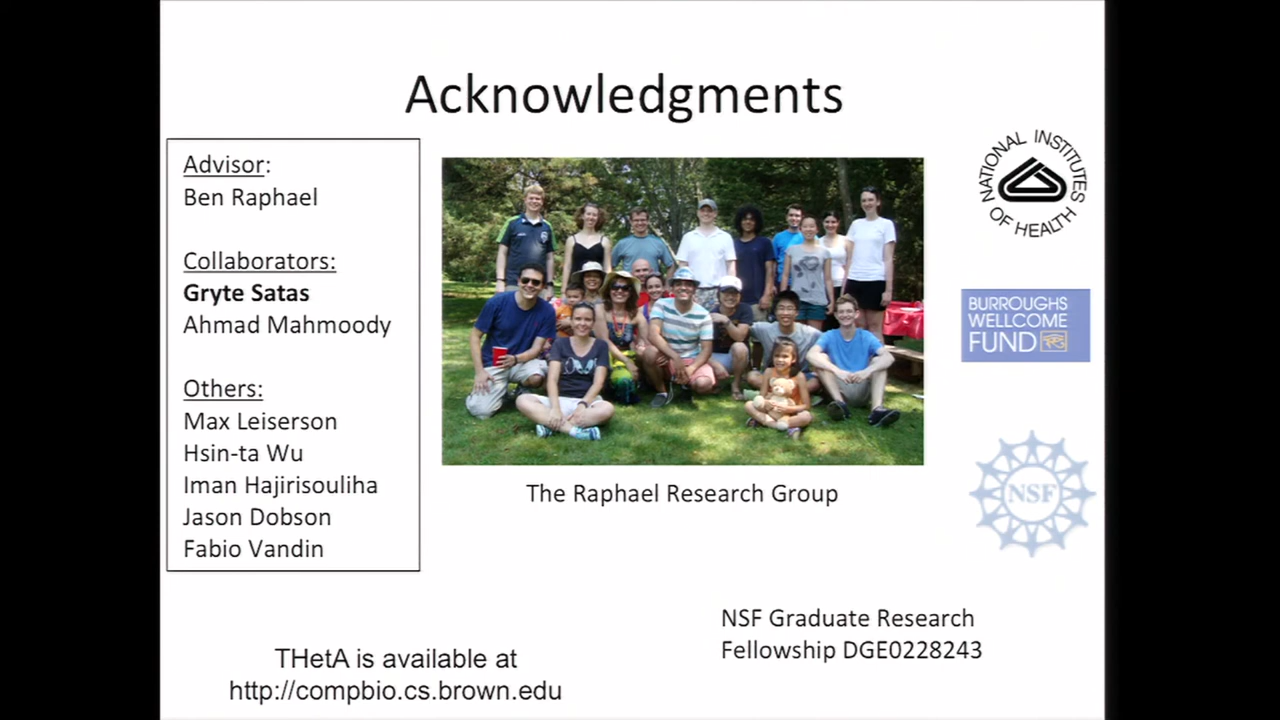 Acknowledgments
Advisor:
Ben Raphael
Collaborators:
Gryte Satas
Ahmad Mahmoody
Others:
Max Leiserson
Hsin-ta Wu
Iman Hajirisouliha
Jason Dobson
Fabio Vandin
The Raphael Research Group
NATIONAL INSTITUTES
OF HEALTH
BURROUGHS
WELLCOME
FUND
NSF
NSF Graduate Research
Fellowship DGE0228243
THetA is available at
http://compbio.cs.brown.edu